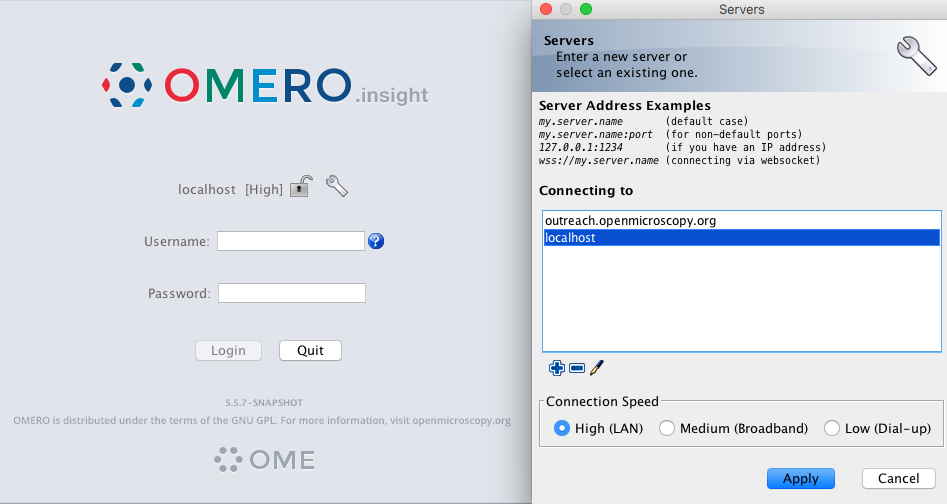 OMERO.insight
localhost [High]
Username:
?
Password:
Login Quit
5.5.7-SNAPSHOT
OMERO is distributed under the terms of the GNU GPL. For more information, visit openmicroscopy.org
OME
Servers
Servers
Enter a new server or
select an existing one.
Server Address Examples
my.server.name (default case)
my.server.name:port (for non-default ports)
127.0.0.1:1234 (if you have an IP address)
wss://my.server.name (connecting via websocket)
Connecting to
outreach.openmicroscopy.org
localhost
Connection Speed
High (LAN) Medium (Broadband) Low (Dial-up)
Apply Cancel